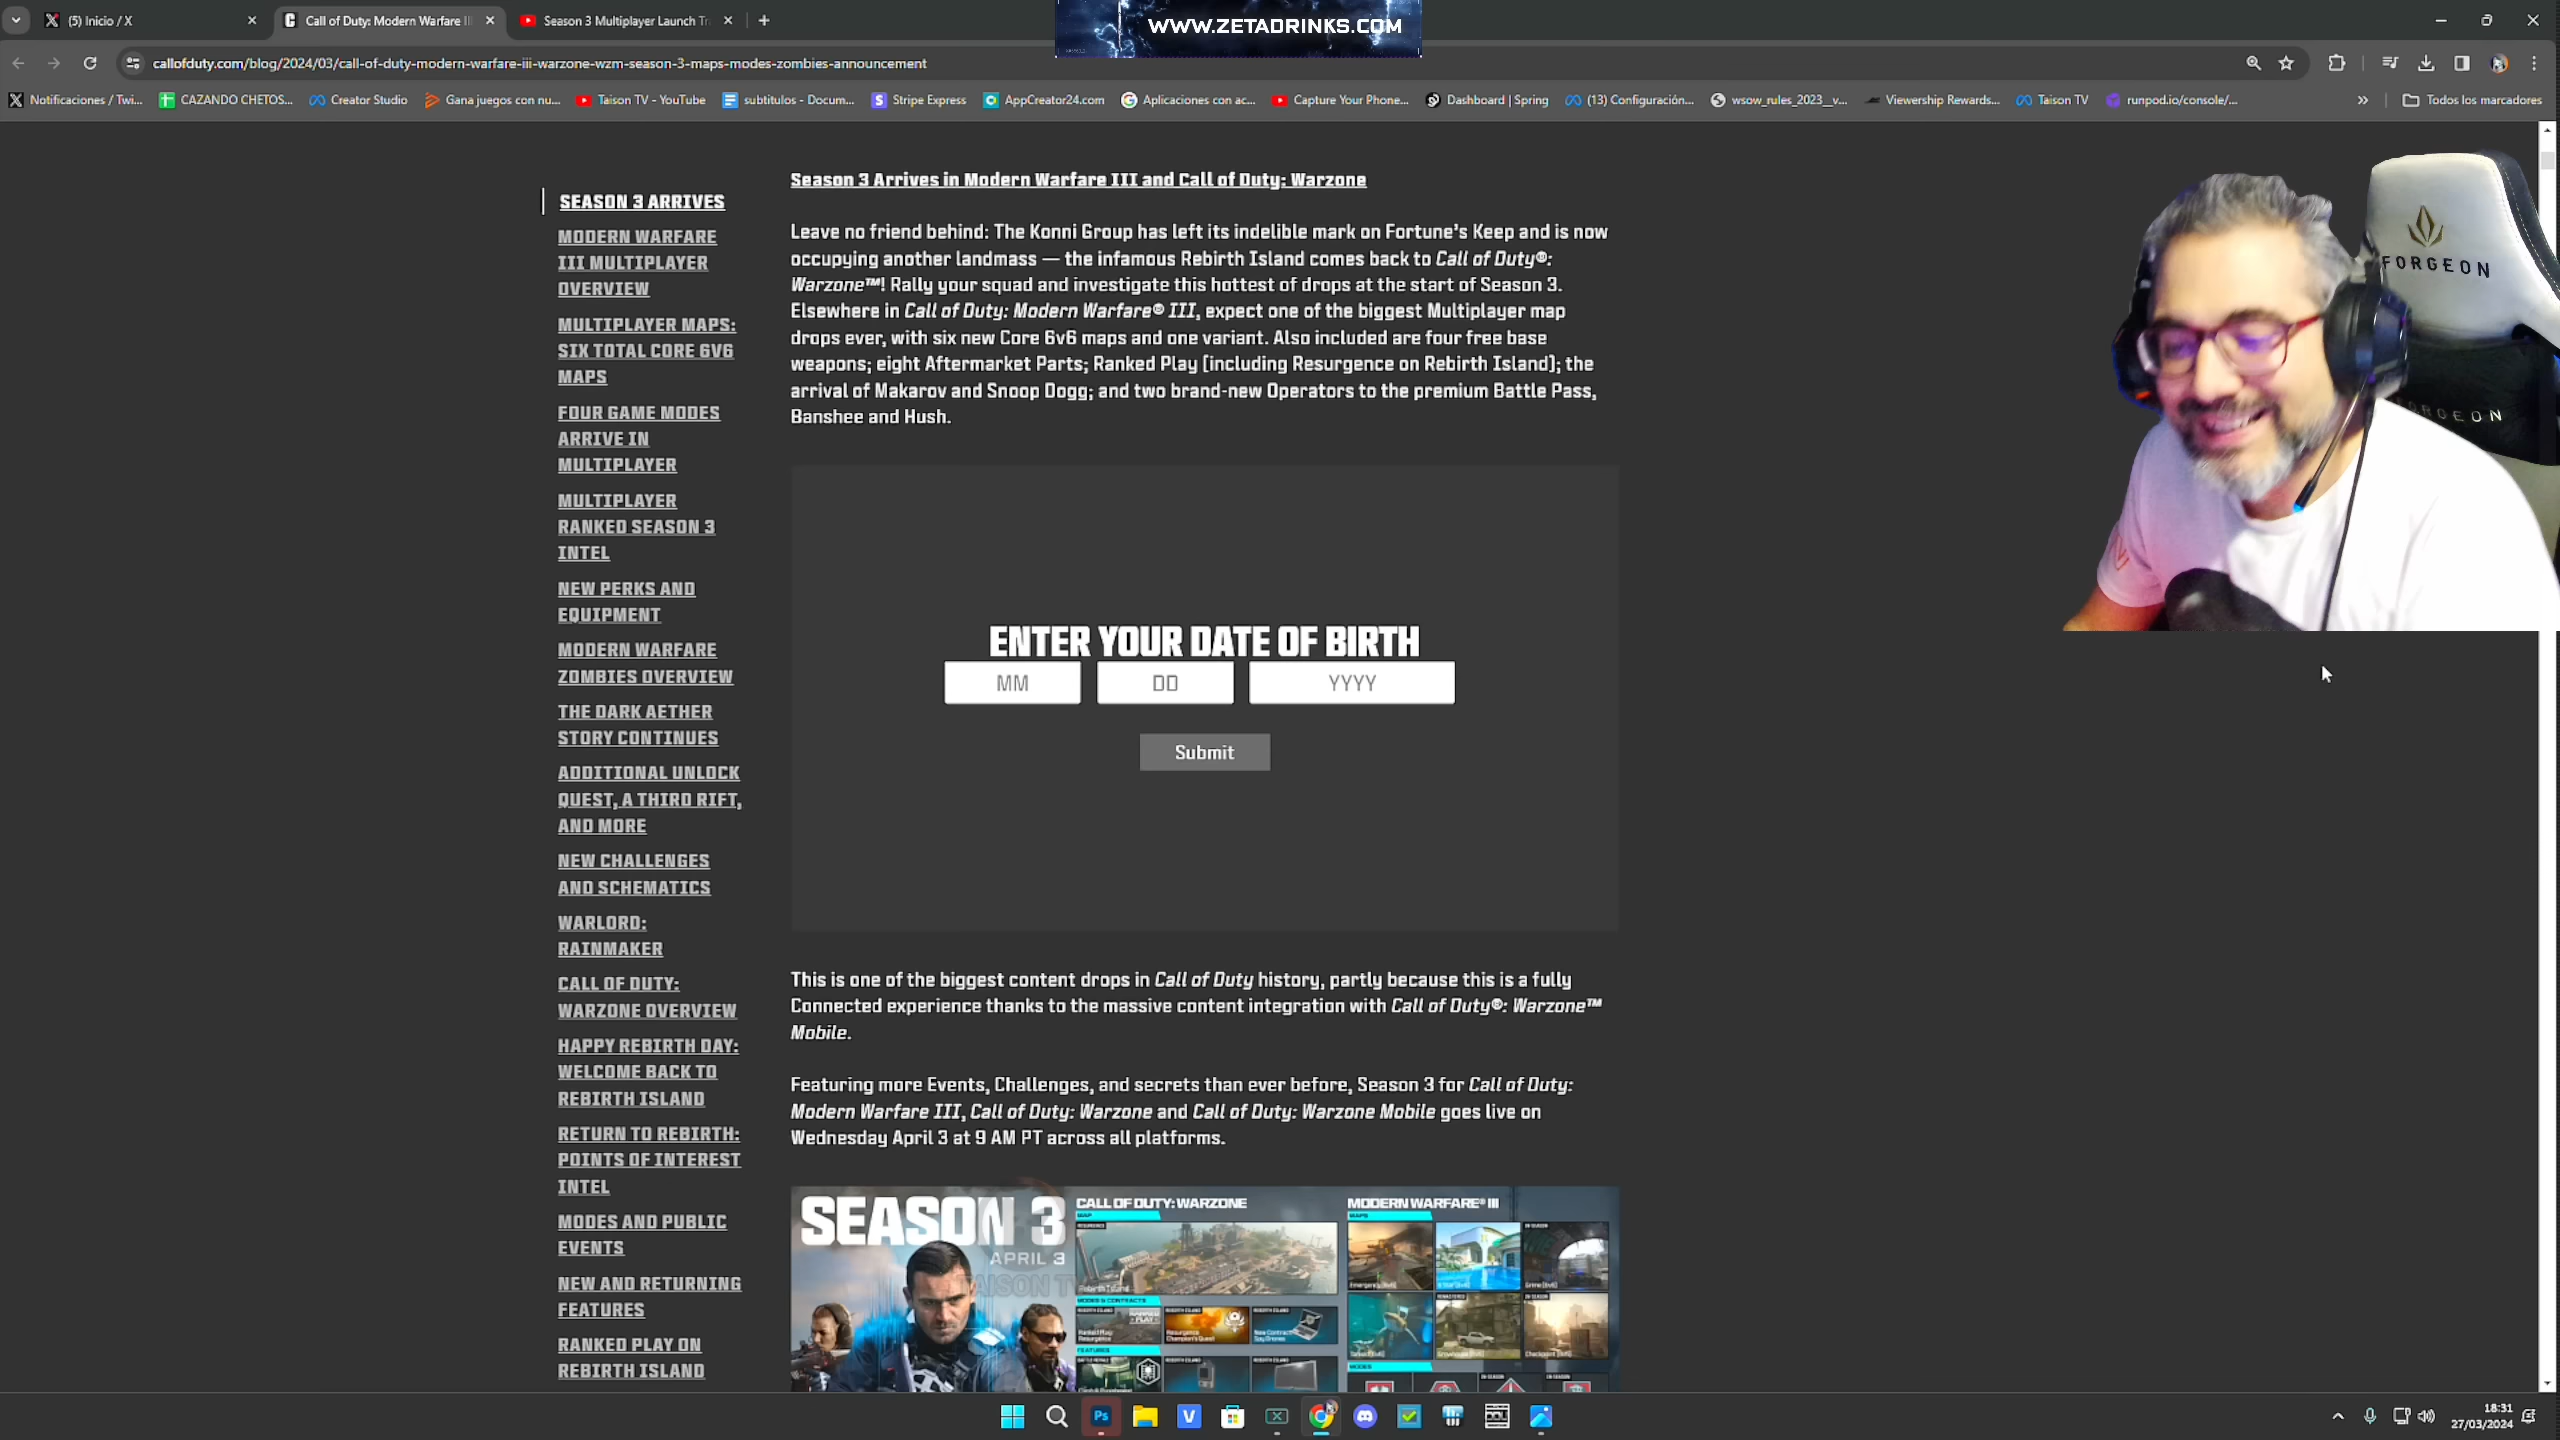 (5) Inicio / X
Call of Duty: Modern Warfare II
Season 3 Multiplayer Launch Tr
WWW.ZETADRINKS.COM
callofduty.com/blog/2024/03/call-of-duty-modern-warfare-iii-warzone-wzm-season-3-maps-modes-zombies-announcement
Notificaciones / Twi...
CAZANDO CHETOS...
Creator Studio
Gana juegos con nu...
Taison TV - YouTube
subtitulos - Docum...
Stripe Express
AppCreator24.com
Aplicaciones con ac...
Capture Your Phone...
Dashboard | Spring
(13) Configuración...
wsow_rules_2023__v...
Viewership Rewards...
Taison TV
runpod.io/console/...
Todos los marcadores
SEASON 3 ARRIVES
MODERN WARFARE
III MULTIPLAYER
OVERVIEW
MULTIPLAYER MAPS:
SIX TOTAL CORE 6V6
MAPS
FOUR GAME MODES
ARRIVE IN
MULTIPLAYER
MULTIPLAYER
RANKED SEASON 3
INTEL
NEW PERKS AND
EQUIPMENT
MODERN WARFARE
ZOMBIES OVERVIEW
THE DARK AETHER
STORY CONTINUES
ADDITIONAL UNLOCK
QUEST, A THIRD RIFT,
AND MORE
NEW CHALLENGES
AND SCHEMATICS
WARLORD:
RAINMAKER
CALL OF DUTY:
WARZONE OVERVIEW
HAPPY REBIRTH DAY:
WELCOME BACK TO
REBIRTH ISLAND
RETURN TO REBIRTH:
POINTS OF INTEREST
INTEL
MODES AND PUBLIC
EVENTS
NEW AND RETURNING
FEATURES
RANKED PLAY ON
REBIRTH ISLAND
Season 3 Arrives in Modern Warfare III and Call of Duty: Warzone
Leave no friend behind: The Konni Group has left its indelible mark on Fortune's Keep and is now
occupying another landmass — the infamous Rebirth Island comes back to Call of Duty®:
Warzone™! Rally your squad and investigate this hottest of drops at the start of Season 3.
Elsewhere in Call of Duty: Modern Warfare® III, expect one of the biggest Multiplayer map
drops ever, with six new Core 6v6 maps and one variant. Also included are four free base
weapons; eight Aftermarket Parts; Ranked Play [including Resurgence on Rebirth Island]; the
arrival of Makarov and Snoop Dogg; and two brand-new Operators to the premium Battle Pass,
Banshee and Hush.
ENTER YOUR DATE OF BIRTH
MM
DD
YYYY
Submit
This is one of the biggest content drops in Call of Duty history, partly because this is a fully
Connected experience thanks to the massive content integration with Call of Duty®: Warzone™
Mobile.
Featuring more Events, Challenges, and secrets than ever before, Season 3 for Call of Duty:
Modern Warfare III, Call of Duty: Warzone and Call of Duty: Warzone Mobile goes live on
Wednesday April 3 at 9 AM PT across all platforms.
SEASON 3
APRIL 3
TAISON TV
CALL OF DUTY: WARZONE
MAP
Rebirth Island
MODES & CONTRACTS
FEATURES
MODERN WARFARE® III
MAPS
MODES
FORGEON
FORGEON
18:31
27/03/2024